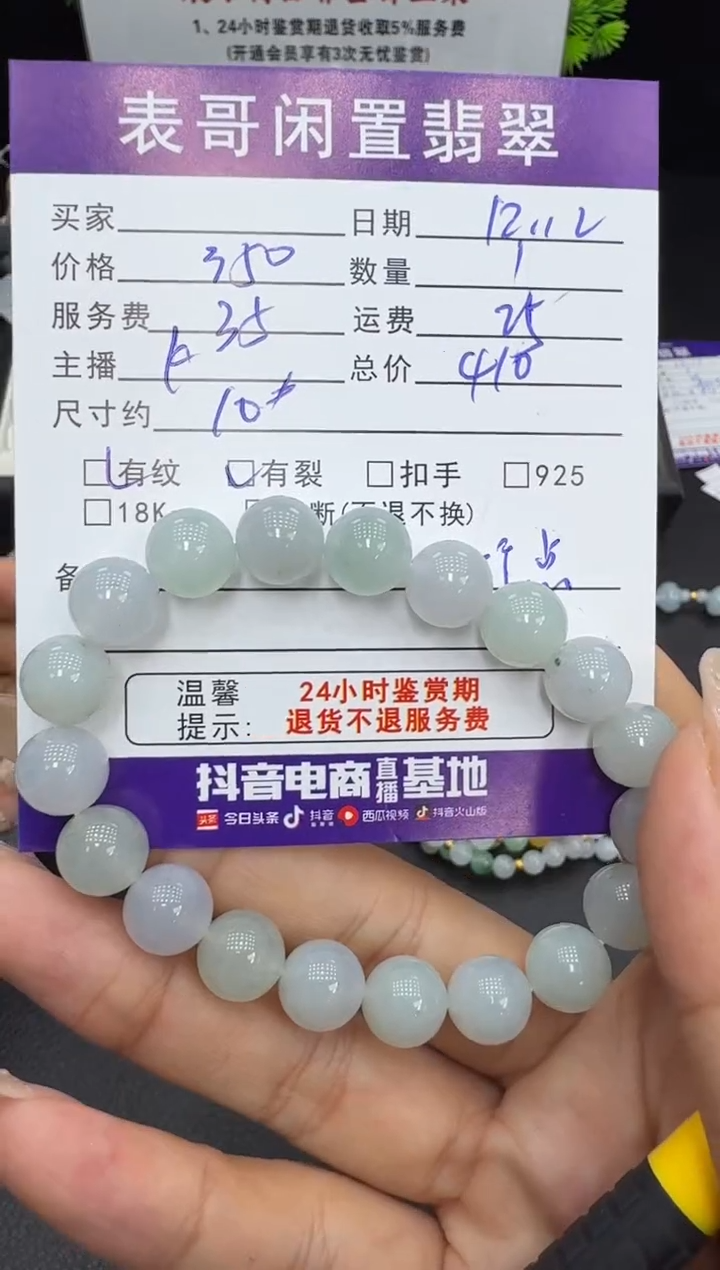 1、24小时鉴赏期退货收取5%服务费
(开通会员享有3次无忧鉴赏)
表哥闲置翡翠
买家 日期 12.12
价格 350 数量 1
服务费 35 运费 25
主播 K 总价 410
尺寸约 10#
有纹 有裂 扣手 925
18K 断(不退不换)
备 点
温馨 24小时鉴赏期
提示: 退货不退服务费
抖音电商直播基地
头条 今日头条 抖音 西瓜视频 抖音火山版